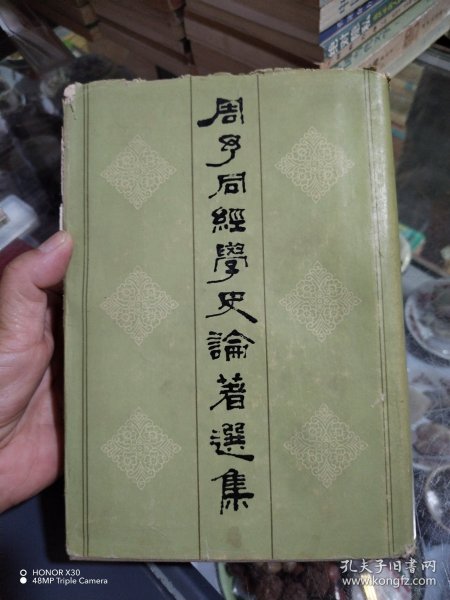 周予同經學史論著選集
HONOR X30
48MP Triple Camera
孔夫子旧书网
www.kongfz.com